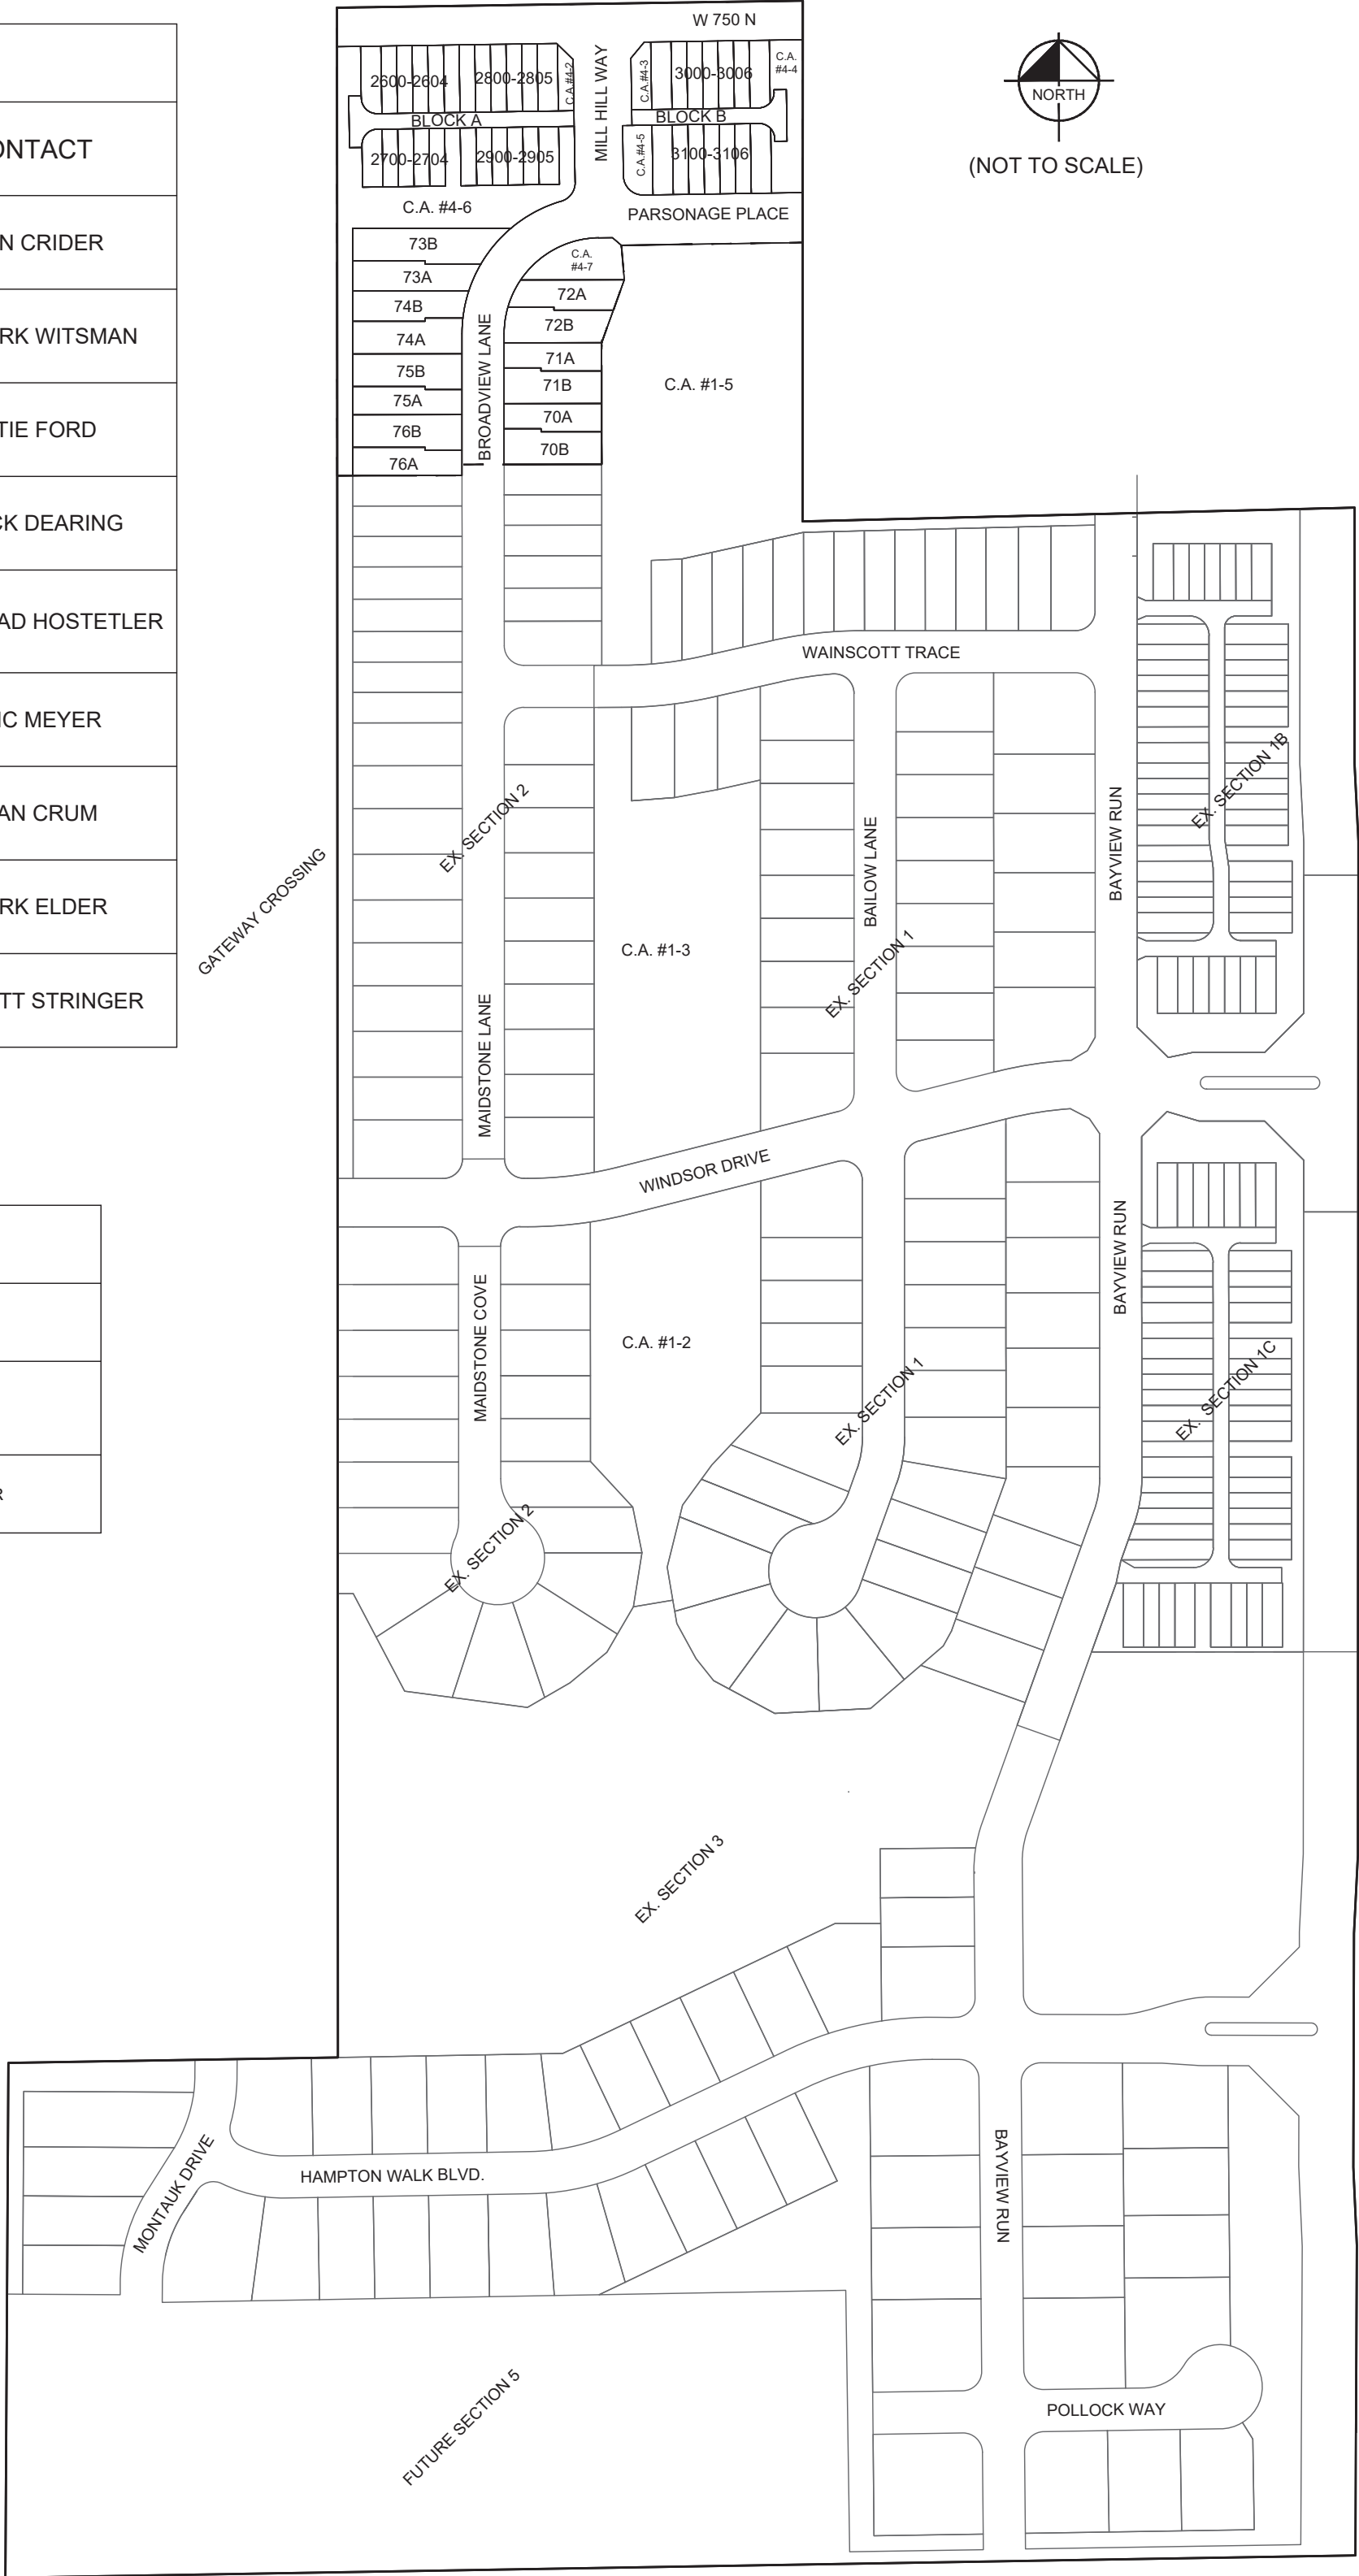 ONTACT
N CRIDER
RK WITSMAN
TIE FORD
CK DEARING
AD HOSTETLER
IC MEYER
AN CRUM
RK ELDER
TT STRINGER
R
W 750 N
NORTH
(NOT TO SCALE)
2600-2604
2800-2805
C.A.#4-2
MILL HILL WAY
C.A.#4-3
3000-3006
C.A.
#4-4
BLOCK A
BLOCK B
2700-2704
2900-2905
C.A.#4-5
3100-3106
C.A. #4-6
PARSONAGE PLACE
73B
73A
74B
74A
75B
75A
76B
76A
BROADVIEW LANE
C.A.
#4-7
72A
72B
71A
71B
70A
70B
C.A. #1-5
WAINSCOTT TRACE
EX. SECTION 2
GATEWAY CROSSING
MAIDSTONE LANE
C.A. #1-3
BAILOW LANE
EX. SECTION 1
BAYVIEW RUN
EX. SECTION 1B
WINDSOR DRIVE
MAIDSTONE COVE
C.A. #1-2
EX. SECTION 1
BAYVIEW RUN
EX. SECTION 1C
EX. SECTION 2
EX. SECTION 3
MONTAUK DRIVE
HAMPTON WALK BLVD.
BAYVIEW RUN
POLLOCK WAY
FUTURE SECTION 5